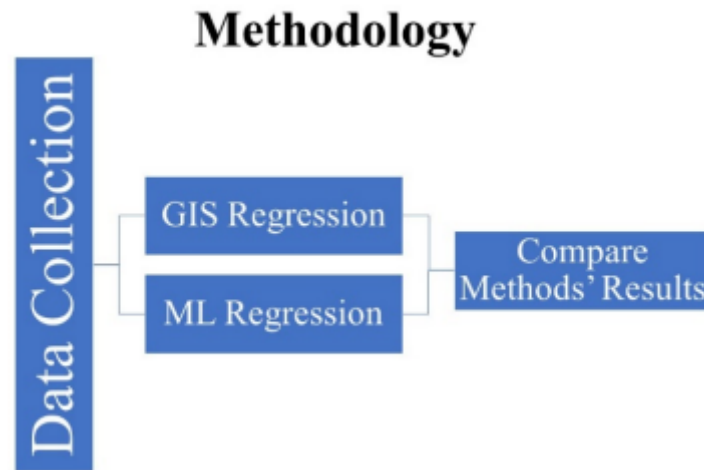 Methodology
Data Collection
GIS Regression
ML Regression
Compare
Methods’ Results